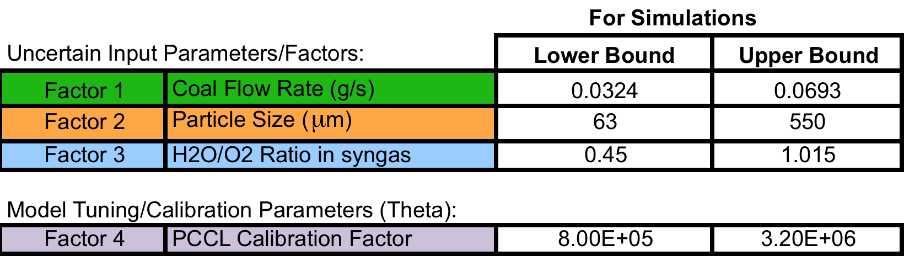 For Simulations
Uncertain Input Parameters/Factors: Lower Bound Upper Bound
Factor 1 Coal Flow Rate (g/s) 0.0324 0.0693
Factor 2 Particle Size (μm) 63 550
Factor 3 H2O/O2 Ratio in syngas 0.45 1.015
Model Tuning/Calibration Parameters (Theta):
Factor 4 PCCL Calibration Factor 8.00E+05 3.20E+06